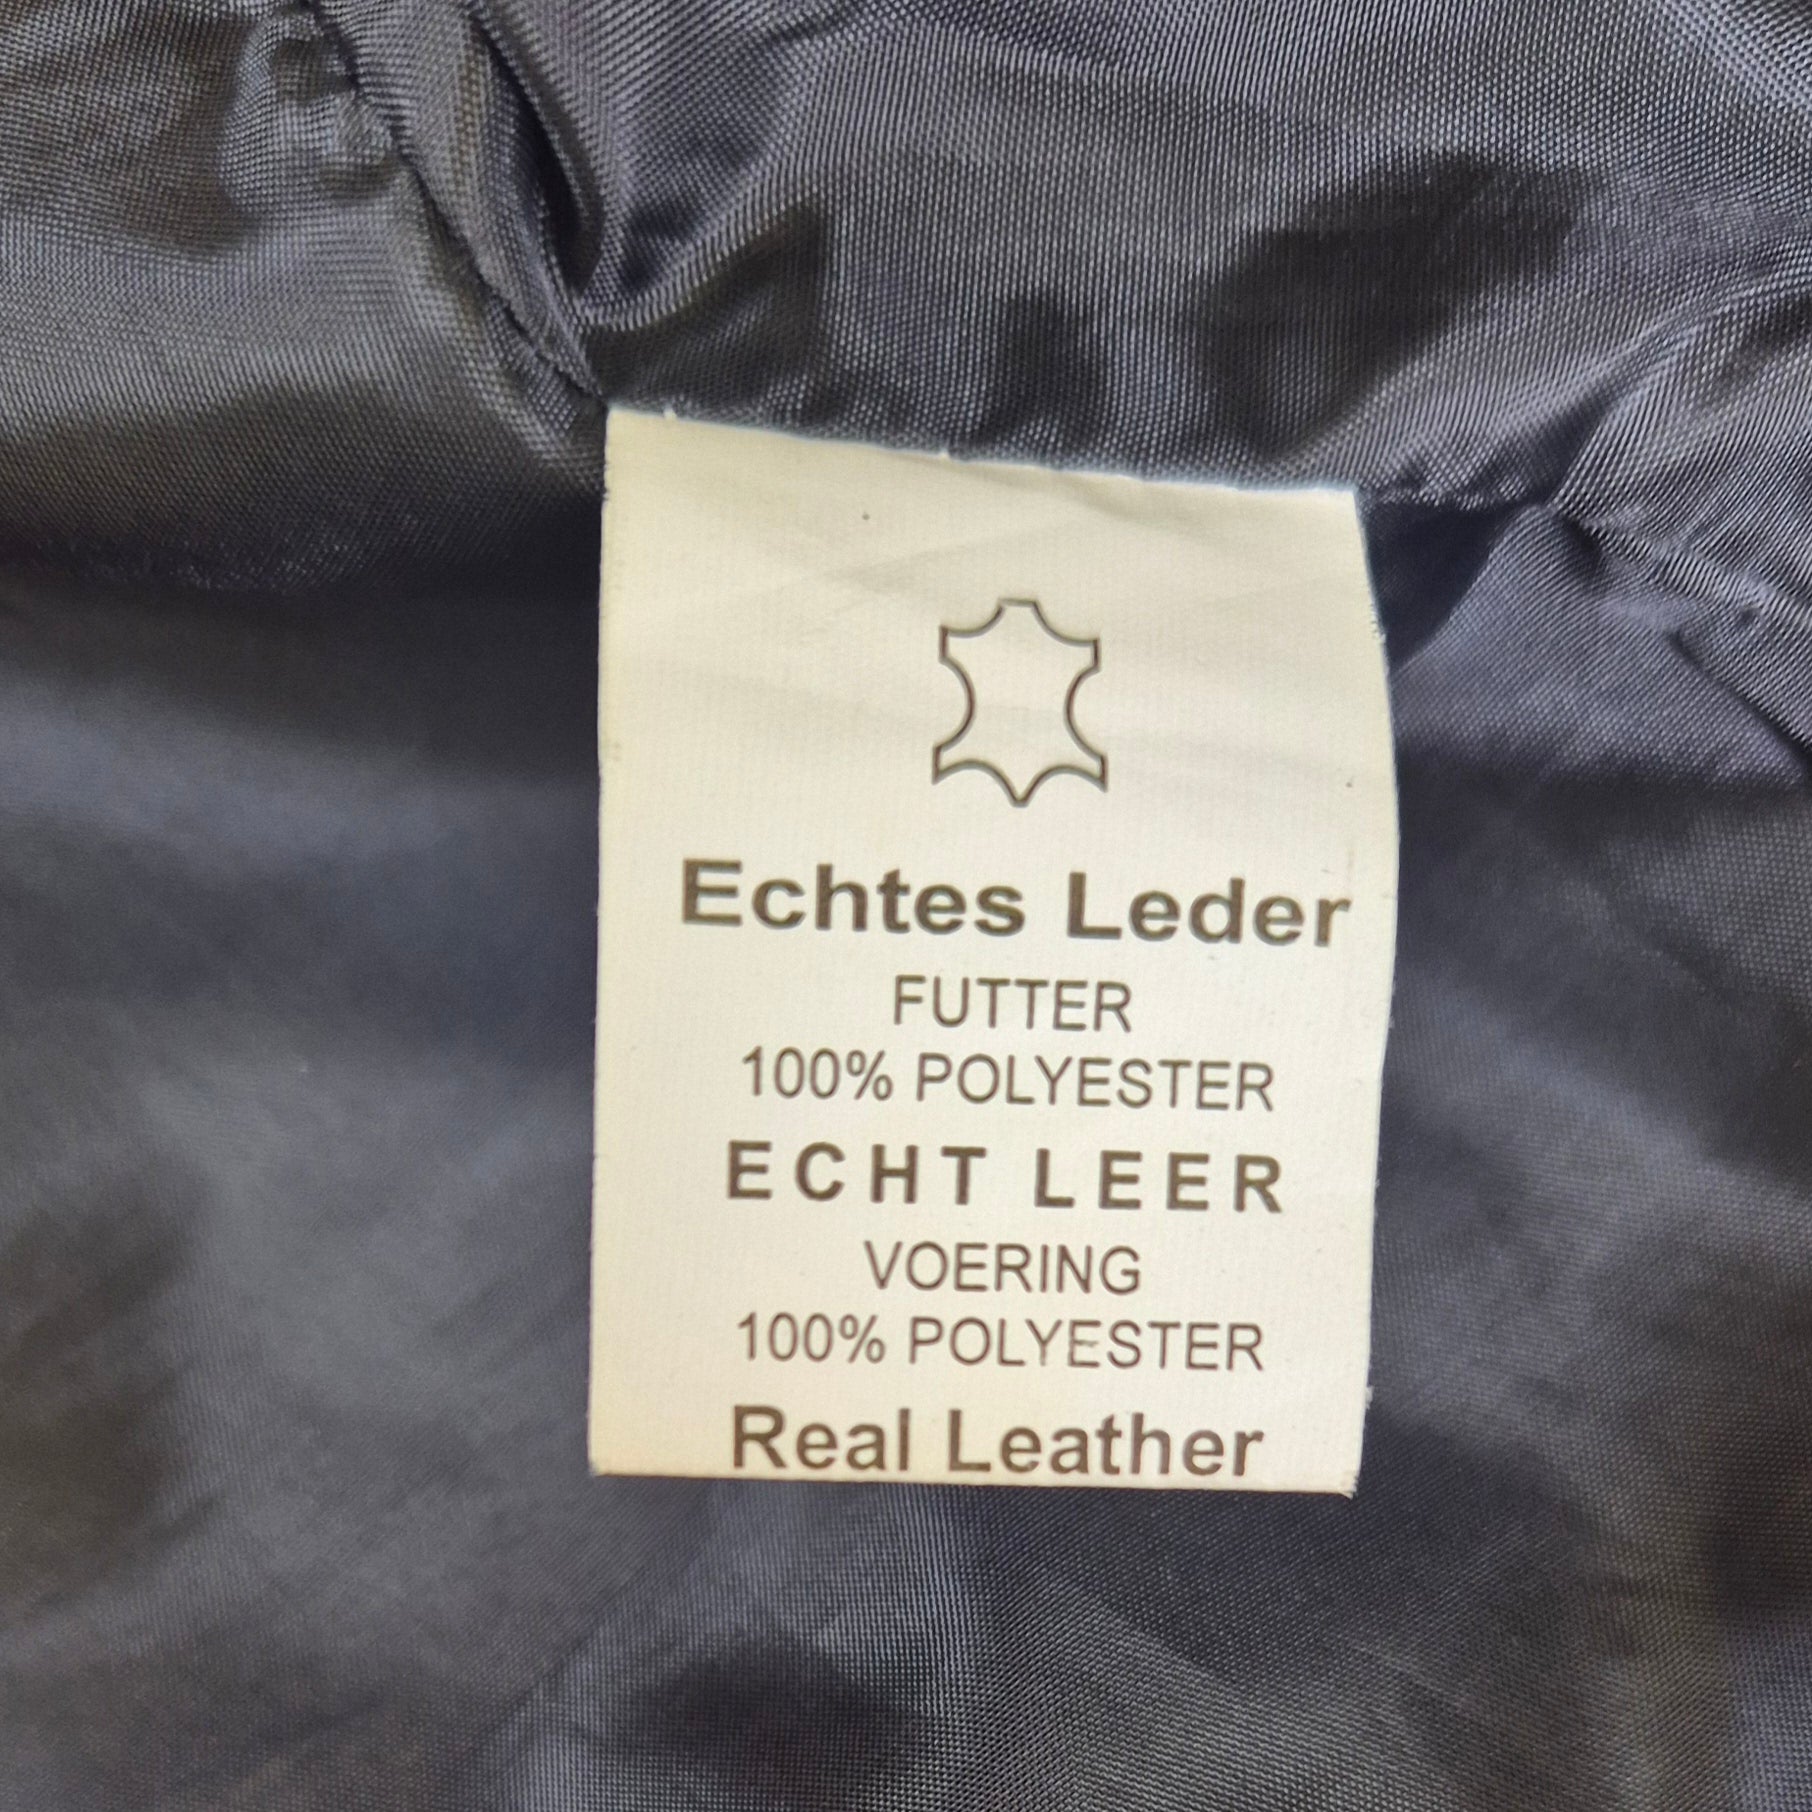 Echtes Leder
FUTTER
100% POLYESTER
ECHT LEER
VOERING
100% POLYESTER
Real Leather